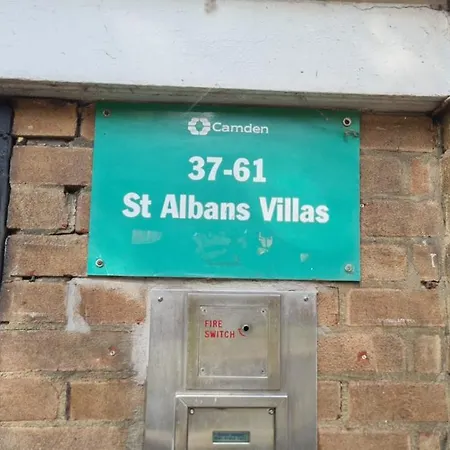 Camden
37-61
St Albans Villas
FIRE
SWITCH